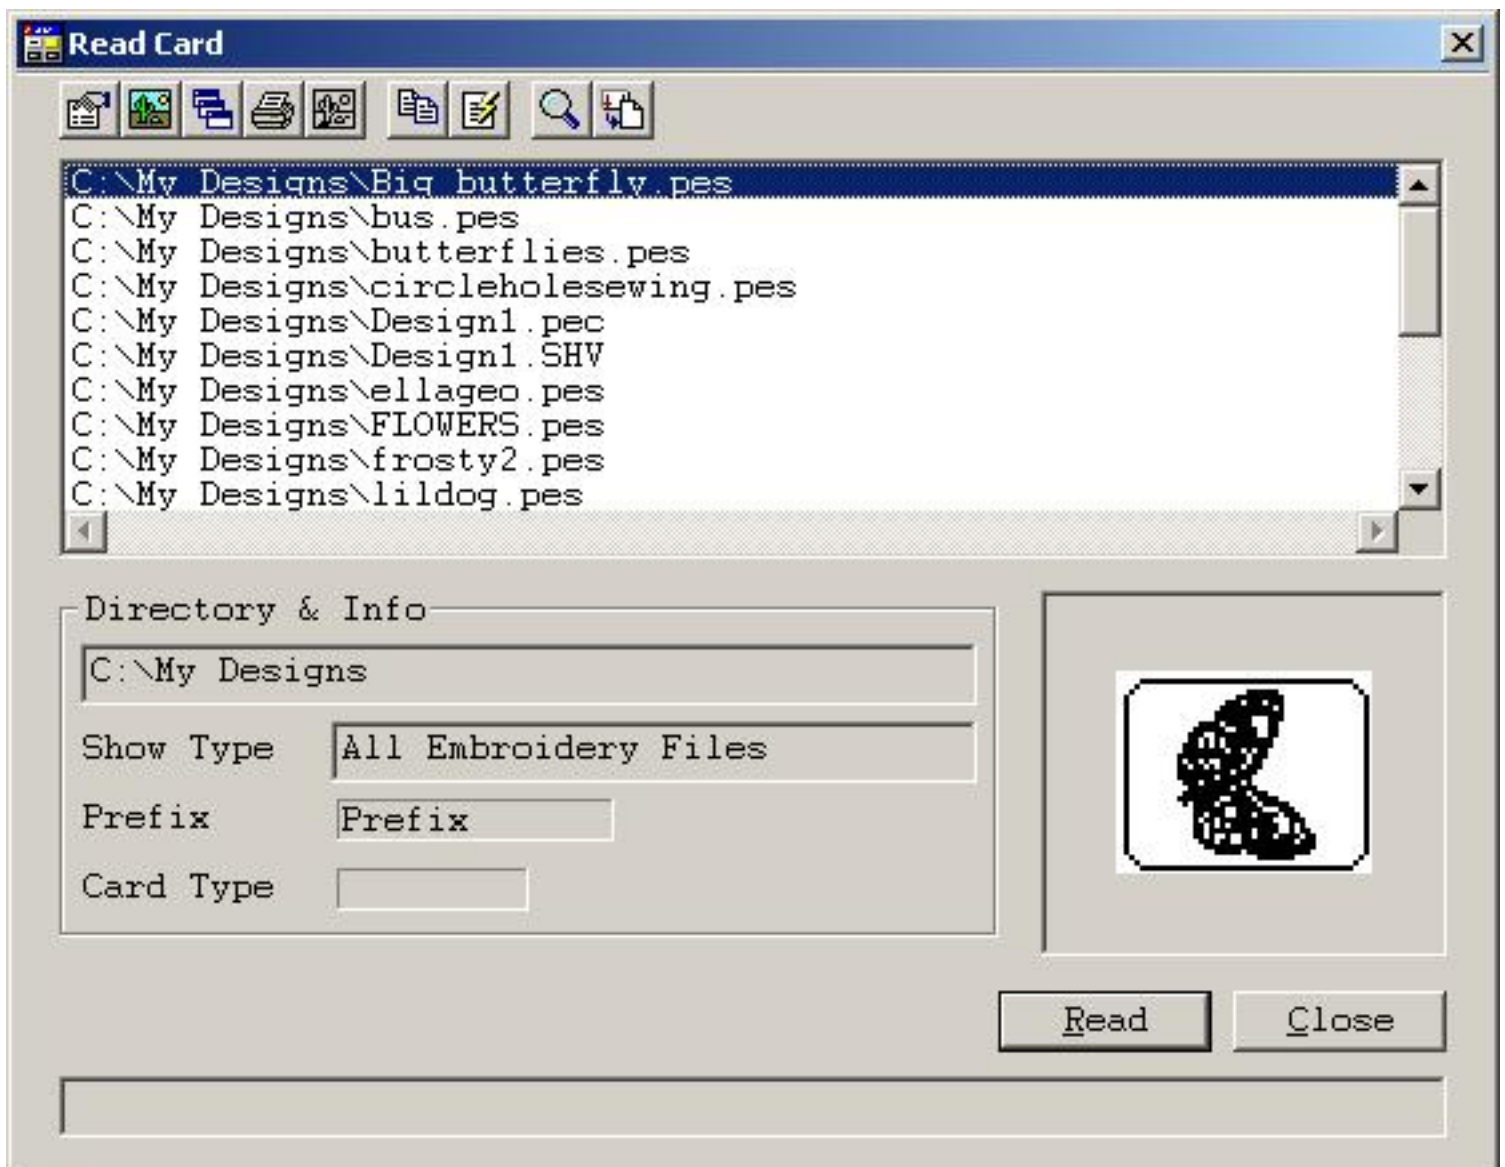 Read Card
C:\My Designs\Big butterfly.pes
C:\My Designs\bus.pes
C:\My Designs\butterflies.pes
C:\My Designs\circleholesewing.pes
C:\My Designs\Design1.pec
C:\My Designs\Design1.SHV
C:\My Designs\ellageo.pes
C:\My Designs\FLOWERS.pes
C:\My Designs\frosty2.pes
C:\My Designs\lildog.pes
Directory & Info
C:\My Designs
Show Type All Embroidery Files
Prefix Prefix
Card Type
Read Close